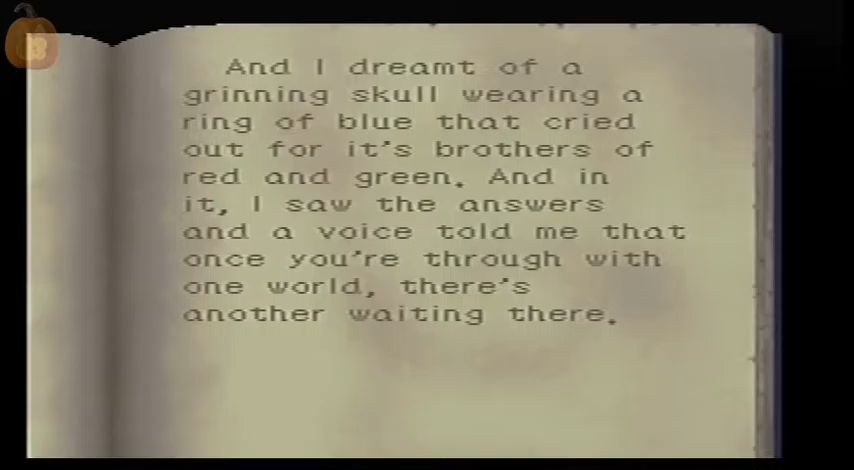 And I dreamt of a
grinning skull wearing a
ring of blue that cried
out for it's brothers of
red and green. And in
it, I saw the answers
and a voice told me that
once you're through with
one world, there's
another waiting there.